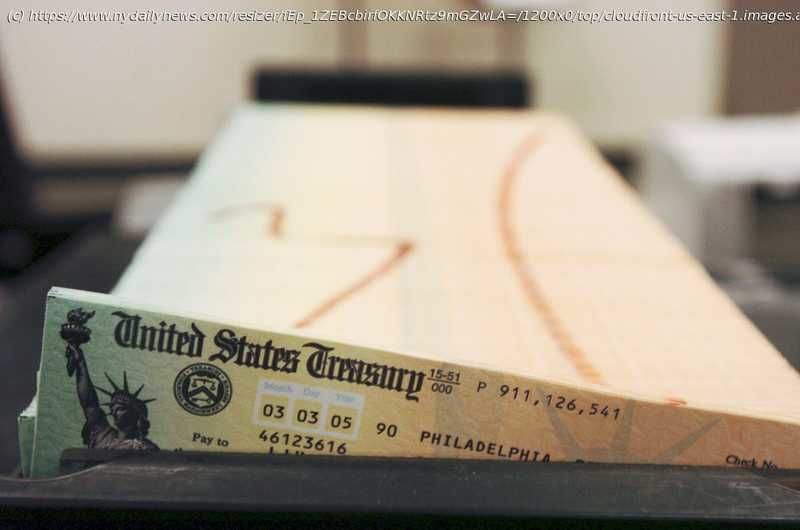 (c) https://www.nydailynews.com/resizer/fEp_1ZEBcbirfOKKNRtz9mGZwLA=/1200x0/top/cloudfront-us-east-1.images.a
United States Treasury 15-51 000 P 911,126,541
Month Day Year
03 03 05 90 PHILADELPHIA,
Pay to 46123616
Check No.